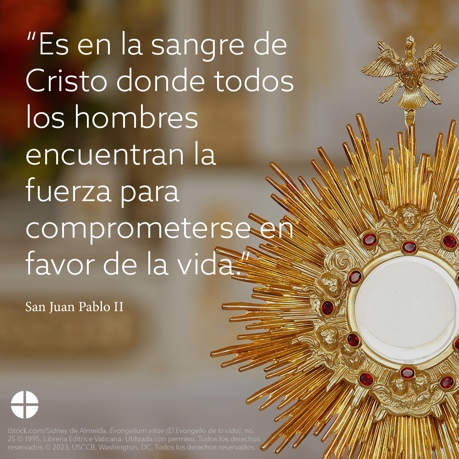 “Es en la sangre de
Cristo donde todos
los hombres
encuentran la
fuerza para
comprometerse en
favor de la vida.”
San Juan Pablo II
iStock.com/Sidney de Almeida. Evangelium vitae (El Evangelio de la vida), no.
25 © 1995, Libreria Editrice Vaticana. Utilizada con permiso. Todos los derechos
reservados. © 2023, USCCB, Washington, DC. Todos los derechos reservados.